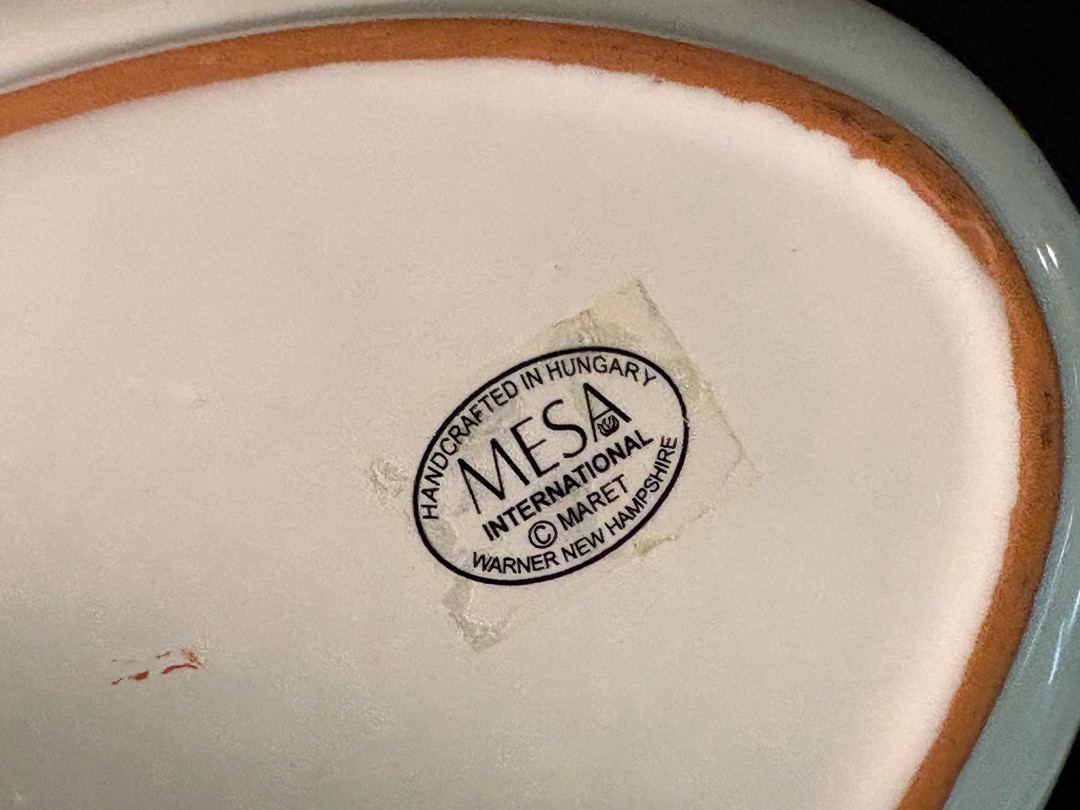 HANDCRAFTED IN HUNGARY
MESA
INTERNATIONAL
© MARET
WARNER NEW HAMPSHIRE